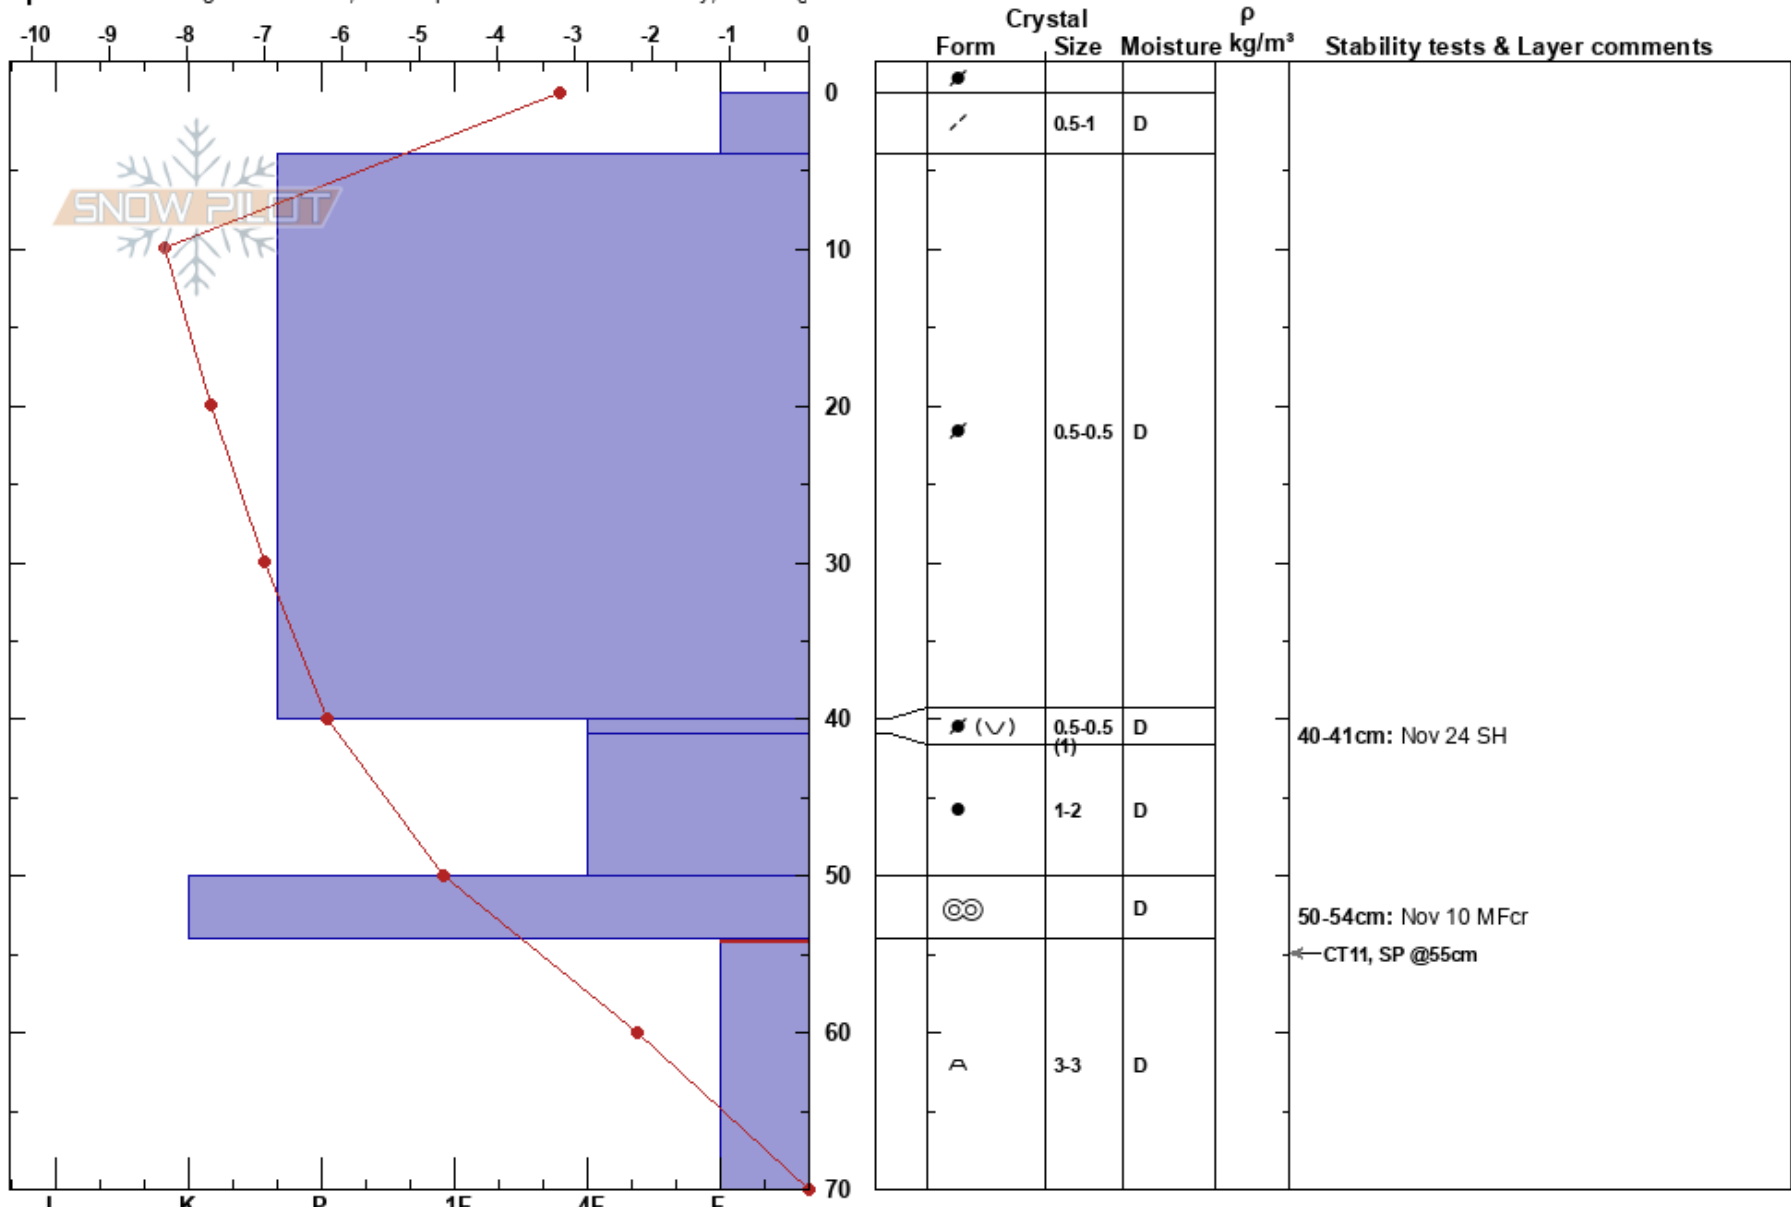 Crystal ρ
-10 -9 -8 -7 -6 -5 -4 -3 -2 -1 0 Form Size Moisture kg/m³ Stability tests & Layer comments
0
0.5-1 D
SNOW PILOT
10
20
0.5-0.5 D
30
40 ( ) 0.5-0.5 D
(1)
40-41cm: Nov 24 SH
1-2 D
50
D
50-54cm: Nov 10 MFcr
CT11, SP @55cm
60
3-3 D
70
I K P 1F 4F F